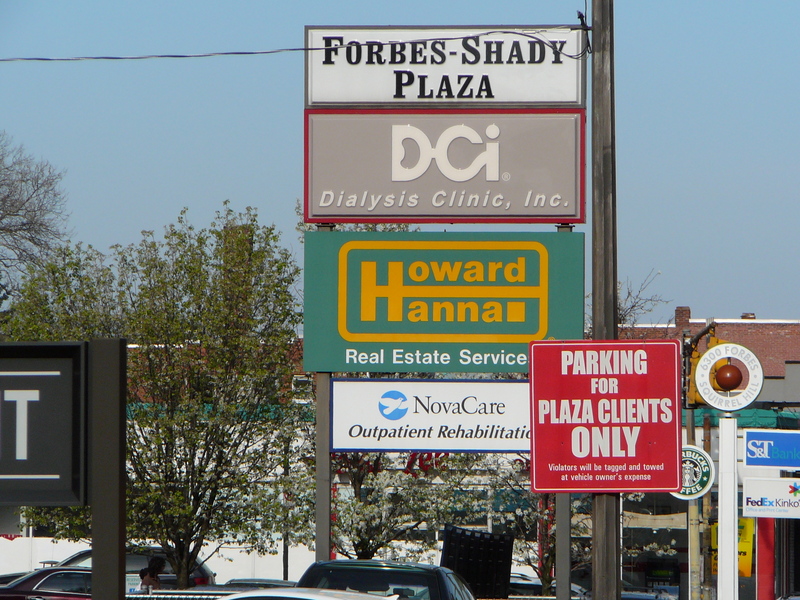 FORBES-SHADY
PLAZA
DCi®
Dialysis Clinic, Inc.
Howard
Hanna
Real Estate Service
NovaCare
Outpatient Rehabilitatio
PARKING
FOR
PLAZA CLIENTS
ONLY
Violators will be tagged and towed
at vehicle owner's expense
6300 FORBES
SQUIRREL HILL
S&T Bank
FedEx Kinko's
T